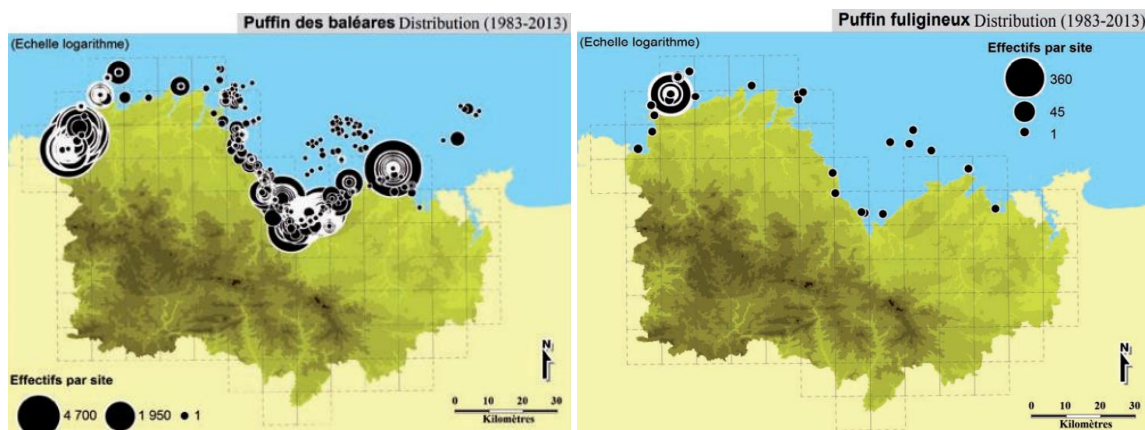 Puffin des baléares Distribution (1983-2013)
(Echelle logarithme)
N
Effectifs par site
4 700
1 950
1
0 10 20 30
Kilomètres
Puffin fuligineux Distribution (1983-2013)
(Echelle logarithme)
Effectifs par site
360
45
1
N
0 10 20 30
Kilomètres